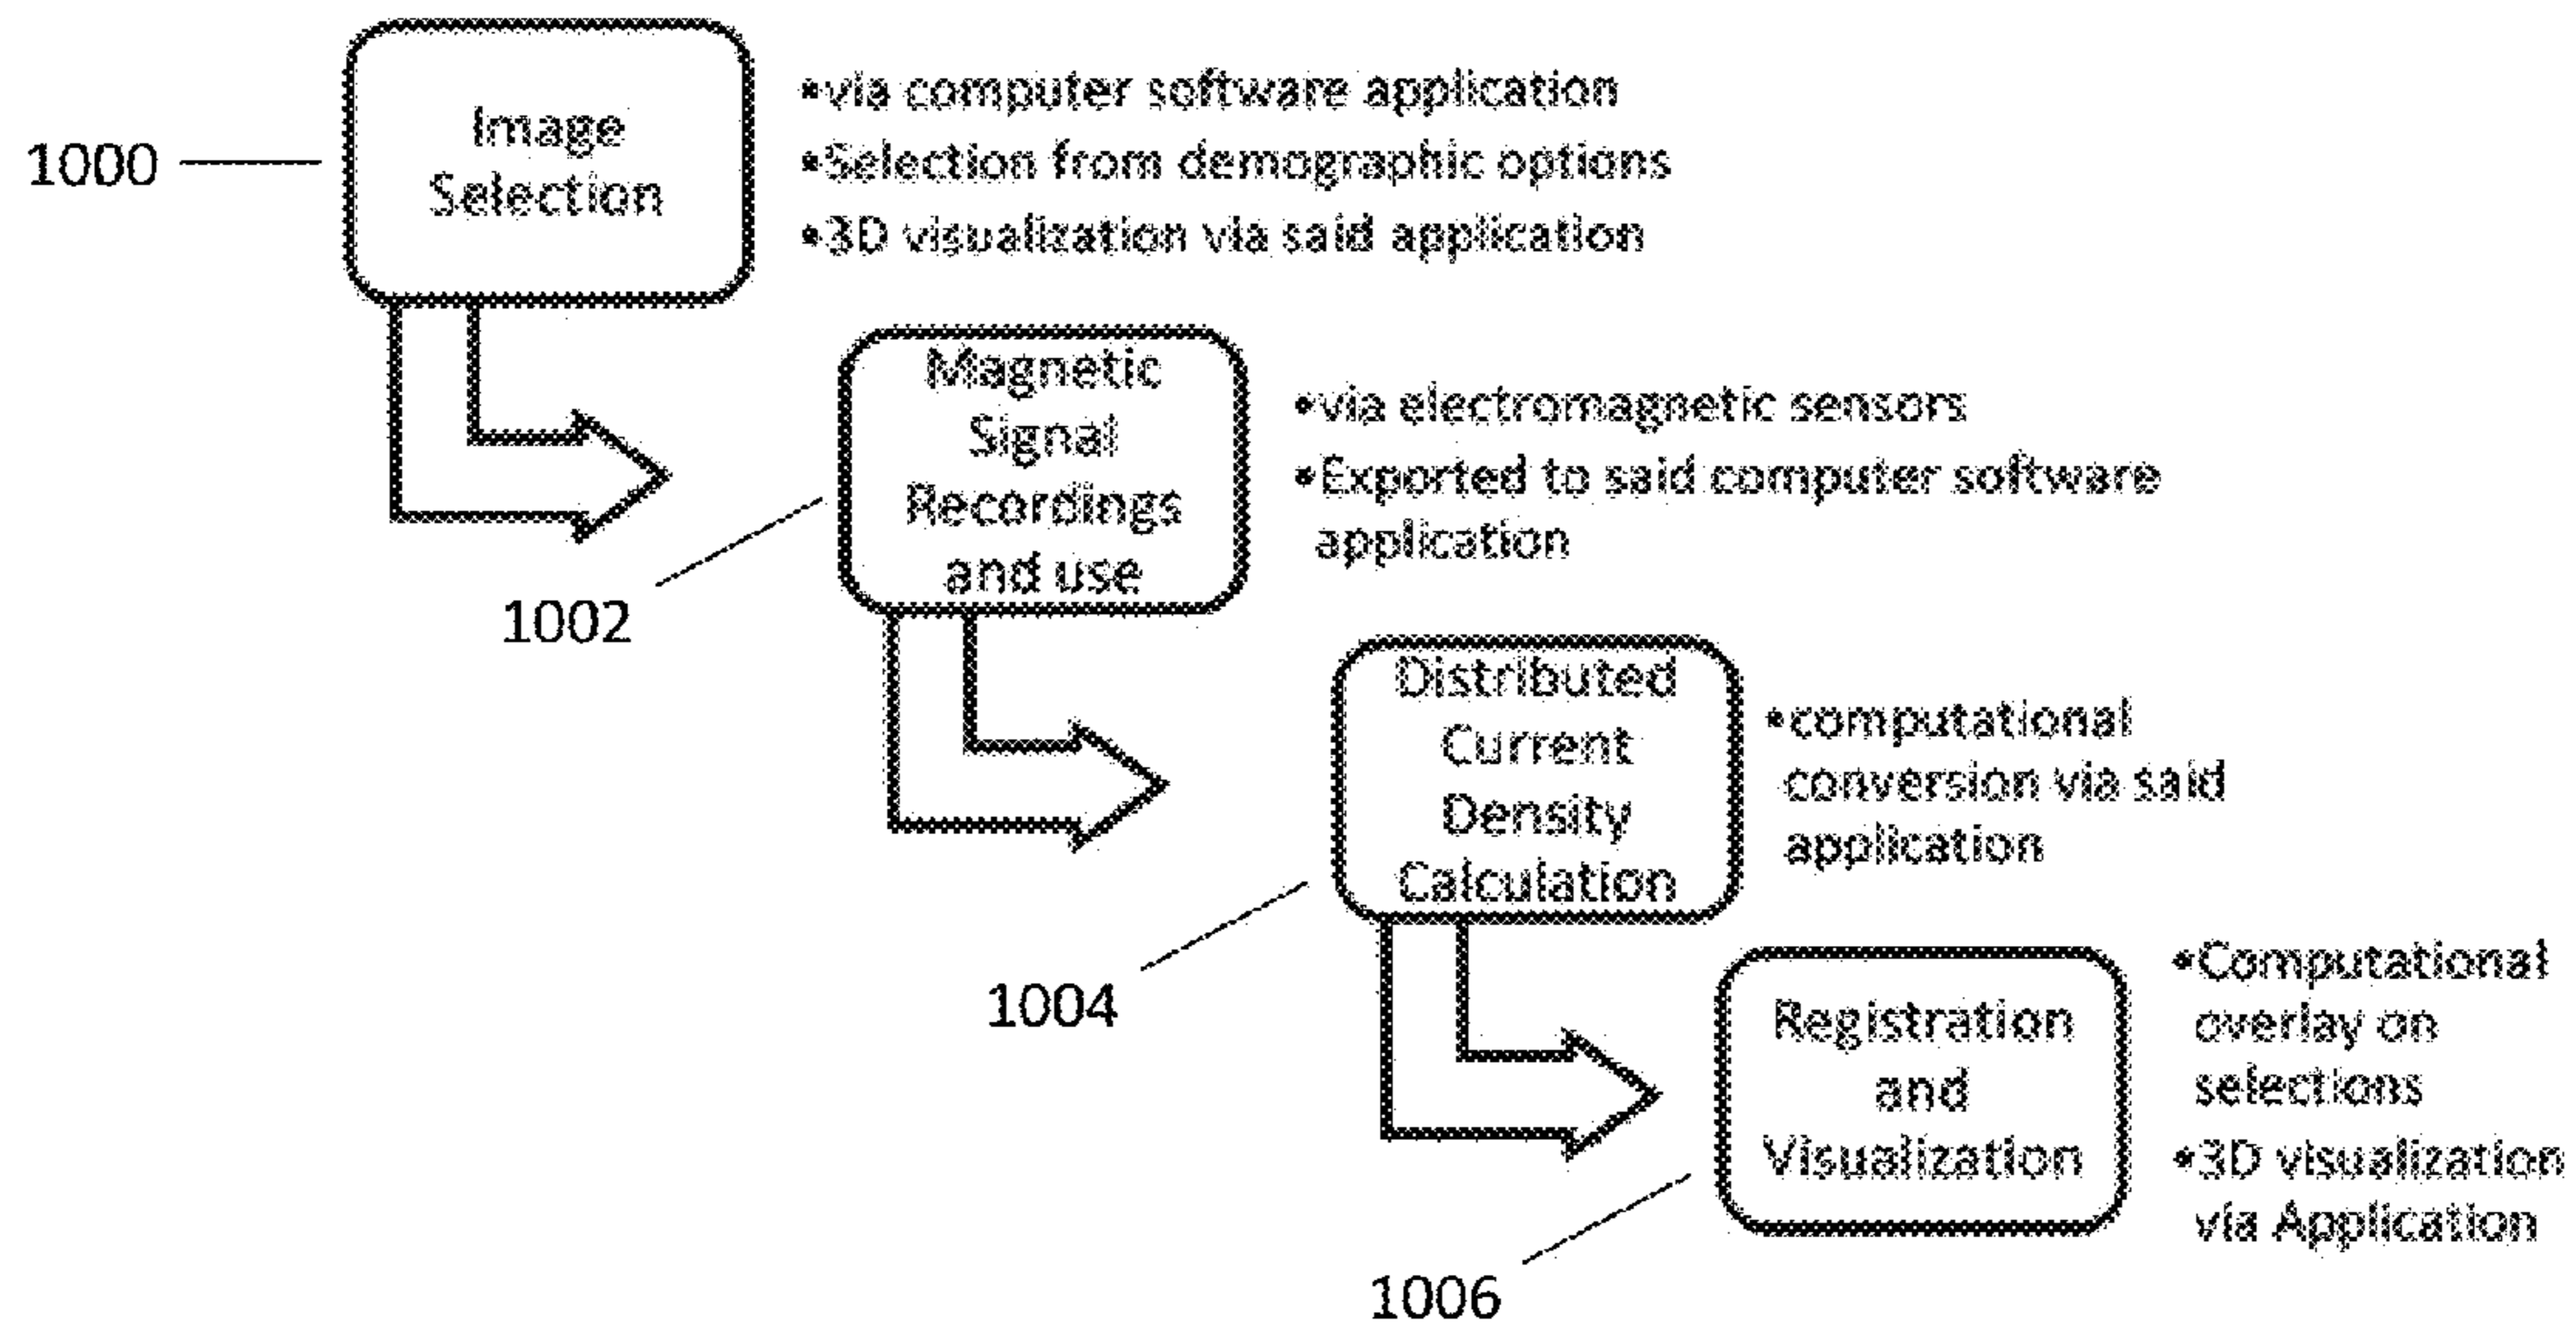 1000
Image
Selection
•via computer software application
•Selection from demographic options
•3D visualization via said application
1002
Magnetic
Signal
Recordings
and use
•via electromagnetic sensors
•Exported to said computer software
application
1004
Distributed
Current
Density
Calculation
•computational
conversion via said
application
1006
Registration
and
Visualization
•Computational
overlay on
selections
•3D visualization
via Application